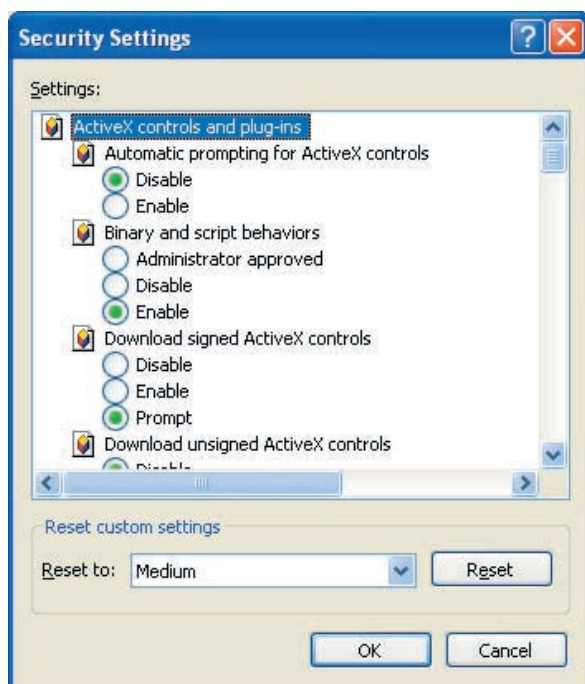 Security Settings
Settings:
ActiveX controls and plug-ins
Automatic prompting for ActiveX controls
Disable
Enable
Binary and script behaviors
Administrator approved
Disable
Enable
Download signed ActiveX controls
Disable
Enable
Prompt
Download unsigned ActiveX controls
Disable
Reset custom settings
Reset to: Medium Reset
OK Cancel